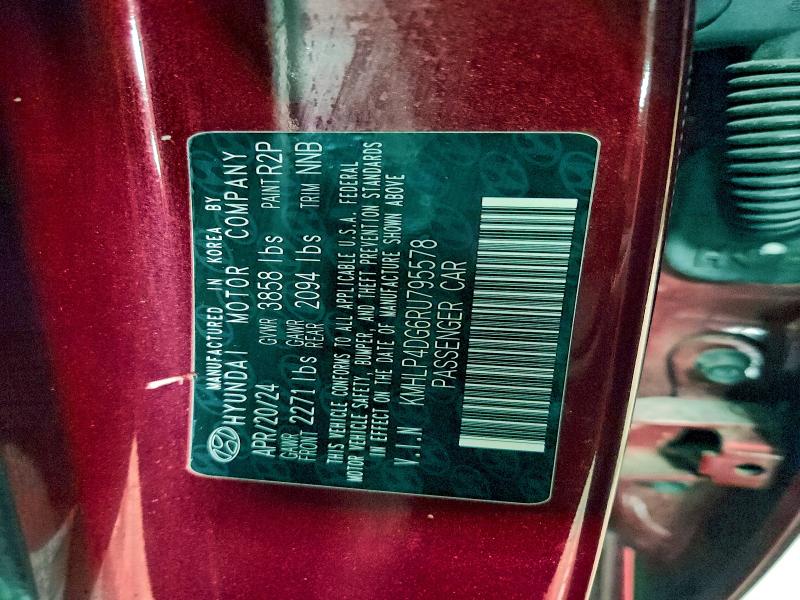 MANUFACTURED IN KOREA BY
HYUNDAI MOTOR COMPANY
APR/20/24 GVWR 3858 lbs PAINT R2P
GAWR FRONT 2271 lbs GAWR REAR 2094 lbs TRIM NNB
THIS VEHICLE CONFORMS TO ALL APPLICABLE U.S.A. FEDERAL
MOTOR VEHICLE SAFETY, BUMPER, AND THEFT PREVENTION STANDARDS
IN EFFECT ON THE DATE OF MANUFACTURE SHOWN ABOVE
V.I.N KMHLP4DG6RU795578
PASSENGER CAR